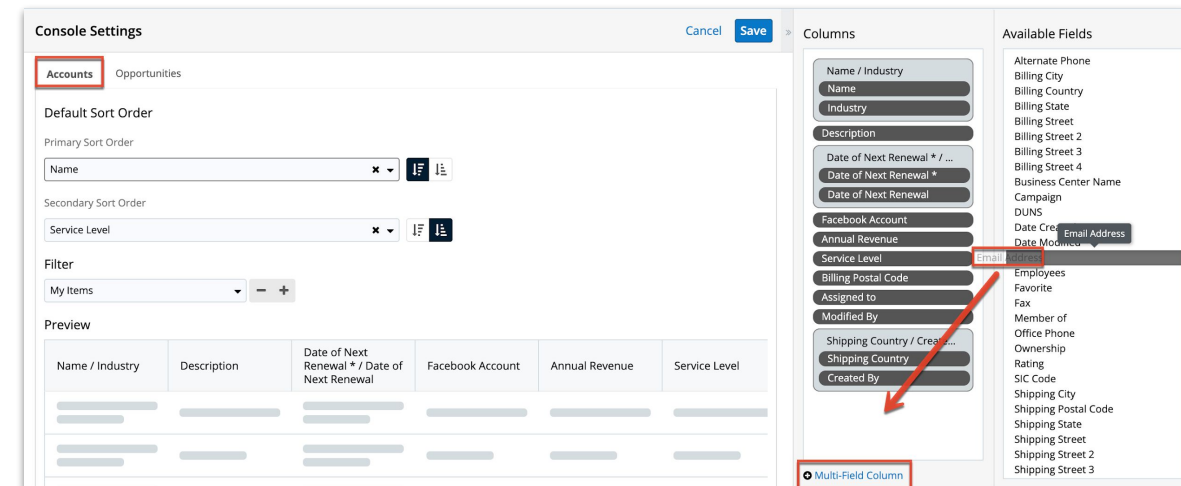 Console Settings
Cancel
Save
»
Accounts
Opportunities
Default Sort Order
Primary Sort Order
Name
Secondary Sort Order
Service Level
Filter
My Items
Preview
Name / Industry
Description
Date of Next
Renewal * / Date of
Next Renewal
Facebook Account
Annual Revenue
Service Level
Columns
Name / Industry
Name
Industry
Description
Date of Next Renewal * / ...
Date of Next Renewal *
Date of Next Renewal
Facebook Account
Annual Revenue
Service Level
Billing Postal Code
Assigned to
Modified By
Shipping Country / Create...
Shipping Country
Created By
Multi-Field Column
Available Fields
Alternate Phone
Billing City
Billing Country
Billing State
Billing Street
Billing Street 2
Billing Street 3
Billing Street 4
Business Center Name
Campaign
DUNS
Date Crea
Email Address
Date Modified
Email Address
Employees
Favorite
Fax
Member of
Office Phone
Ownership
Rating
SIC Code
Shipping City
Shipping Postal Code
Shipping State
Shipping Street
Shipping Street 2
Shipping Street 3